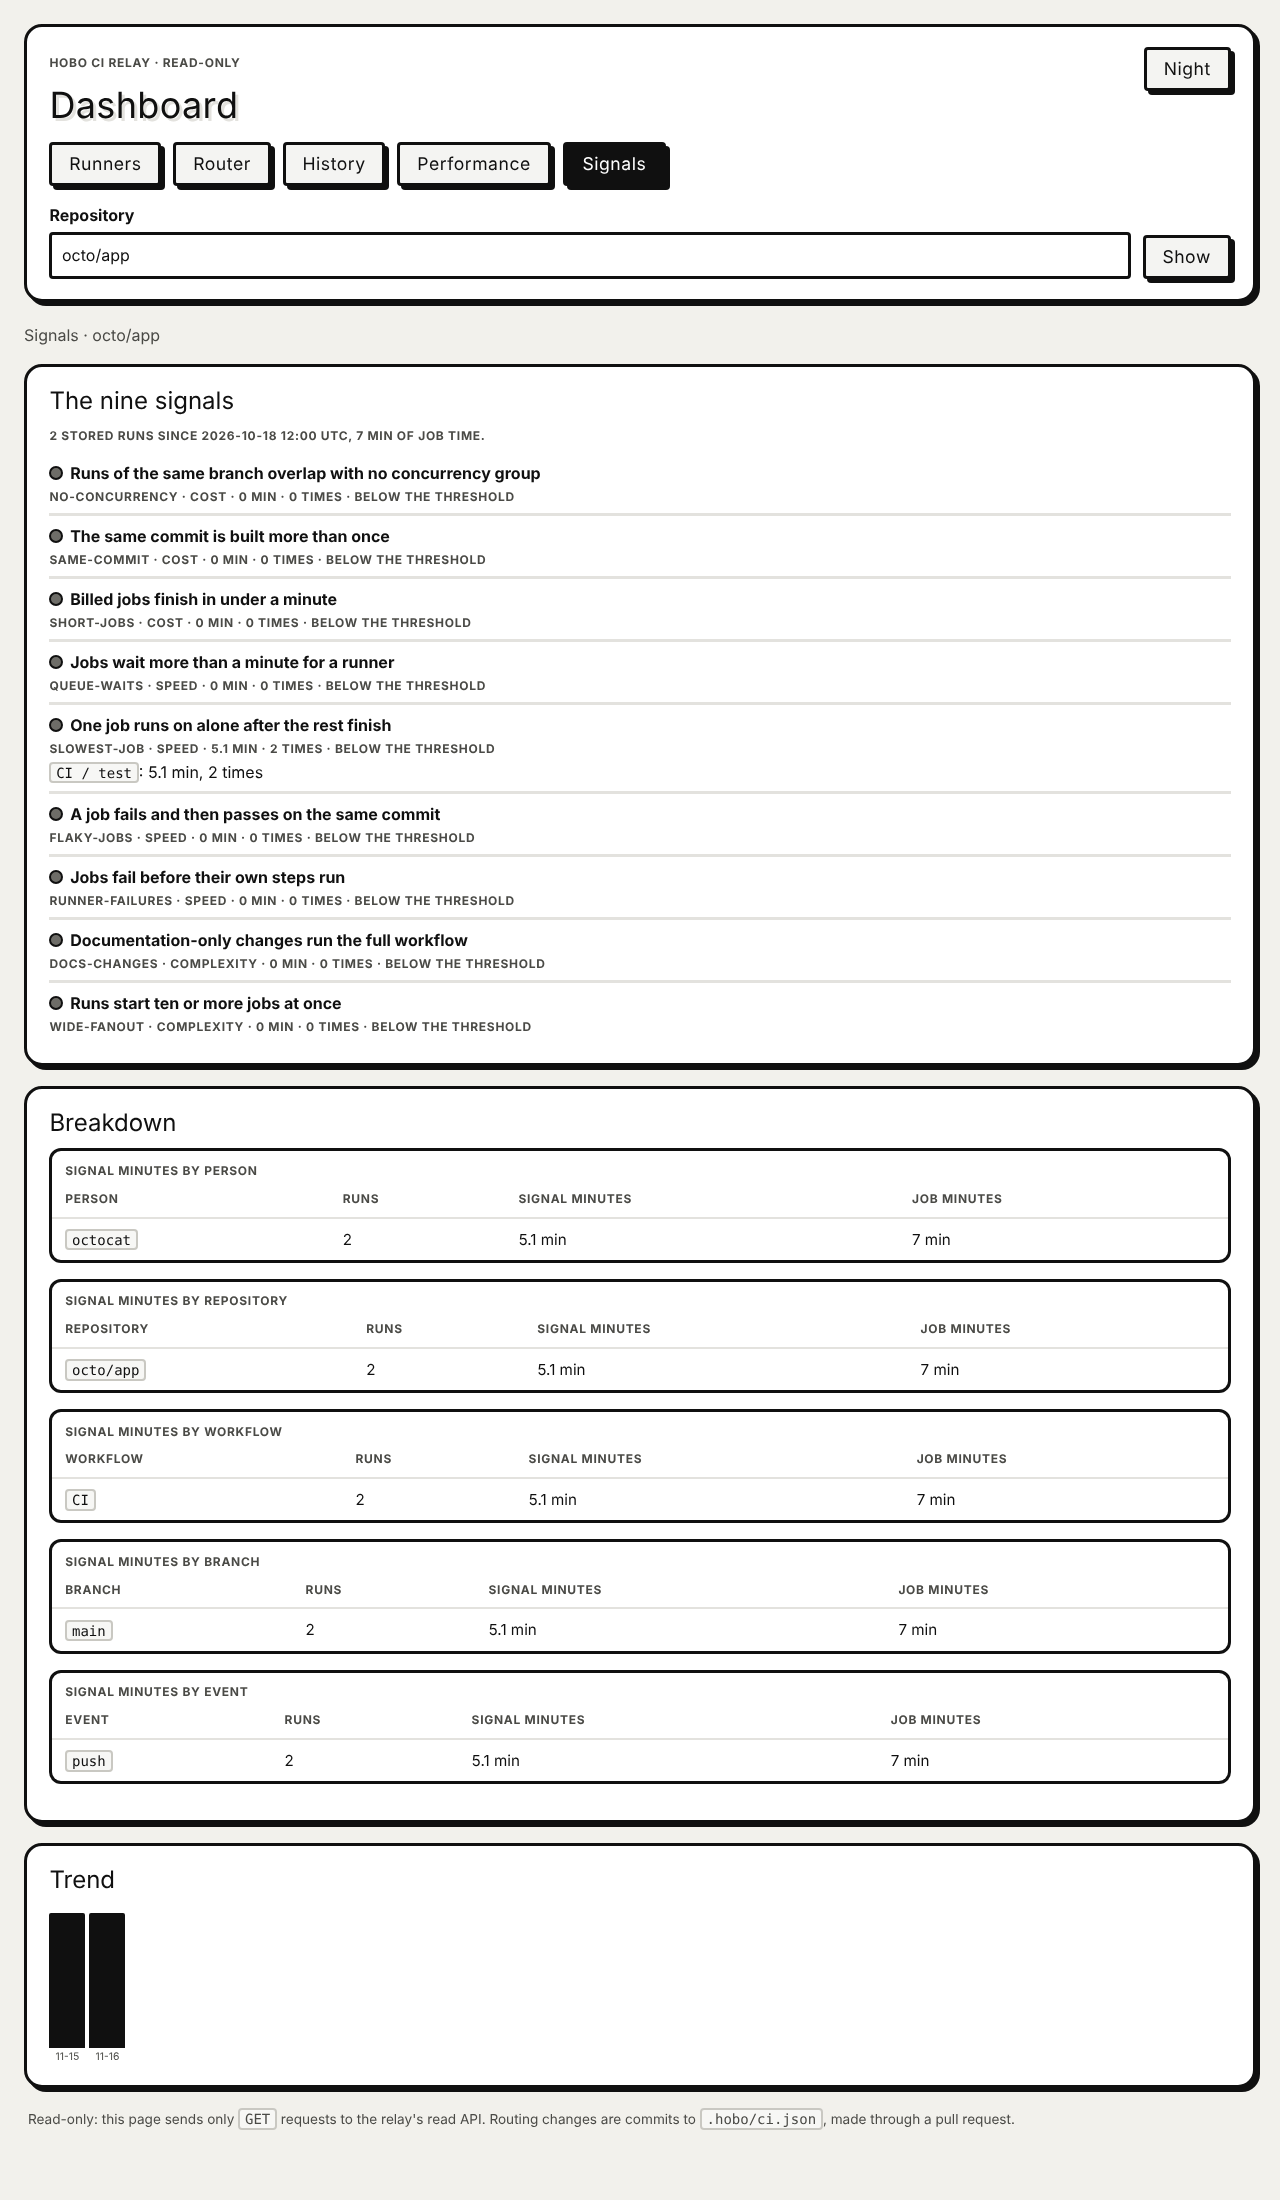 HOBO CI RELAY · READ-ONLY
Night
Dashboard
Runners Router History Performance Signals
Repository
octo/app
Show
Signals · octo/app
The nine signals
2 STORED RUNS SINCE 2026-10-18 12:00 UTC, 7 MIN OF JOB TIME.
Runs of the same branch overlap with no concurrency group
NO-CONCURRENCY · COST · 0 MIN · 0 TIMES · BELOW THE THRESHOLD
The same commit is built more than once
SAME-COMMIT · COST · 0 MIN · 0 TIMES · BELOW THE THRESHOLD
Billed jobs finish in under a minute
SHORT-JOBS · COST · 0 MIN · 0 TIMES · BELOW THE THRESHOLD
Jobs wait more than a minute for a runner
QUEUE-WAITS · SPEED · 0 MIN · 0 TIMES · BELOW THE THRESHOLD
One job runs on alone after the rest finish
SLOWEST-JOB · SPEED · 5.1 MIN · 2 TIMES · BELOW THE THRESHOLD
CI / test: 5.1 min, 2 times
A job fails and then passes on the same commit
FLAKY-JOBS · SPEED · 0 MIN · 0 TIMES · BELOW THE THRESHOLD
Jobs fail before their own steps run
RUNNER-FAILURES · SPEED · 0 MIN · 0 TIMES · BELOW THE THRESHOLD
Documentation-only changes run the full workflow
DOCS-CHANGES · COMPLEXITY · 0 MIN · 0 TIMES · BELOW THE THRESHOLD
Runs start ten or more jobs at once
WIDE-FANOUT · COMPLEXITY · 0 MIN · 0 TIMES · BELOW THE THRESHOLD
Breakdown
SIGNAL MINUTES BY PERSON
PERSON RUNS SIGNAL MINUTES JOB MINUTES
octocat 2 5.1 min 7 min
SIGNAL MINUTES BY REPOSITORY
REPOSITORY RUNS SIGNAL MINUTES JOB MINUTES
octo/app 2 5.1 min 7 min
SIGNAL MINUTES BY WORKFLOW
WORKFLOW RUNS SIGNAL MINUTES JOB MINUTES
CI 2 5.1 min 7 min
SIGNAL MINUTES BY BRANCH
BRANCH RUNS SIGNAL MINUTES JOB MINUTES
main 2 5.1 min 7 min
SIGNAL MINUTES BY EVENT
EVENT RUNS SIGNAL MINUTES JOB MINUTES
push 2 5.1 min 7 min
Trend
11-15 11-16
Read-only: this page sends only GET requests to the relay's read API. Routing changes are commits to .hobo/ci.json, made through a pull request.